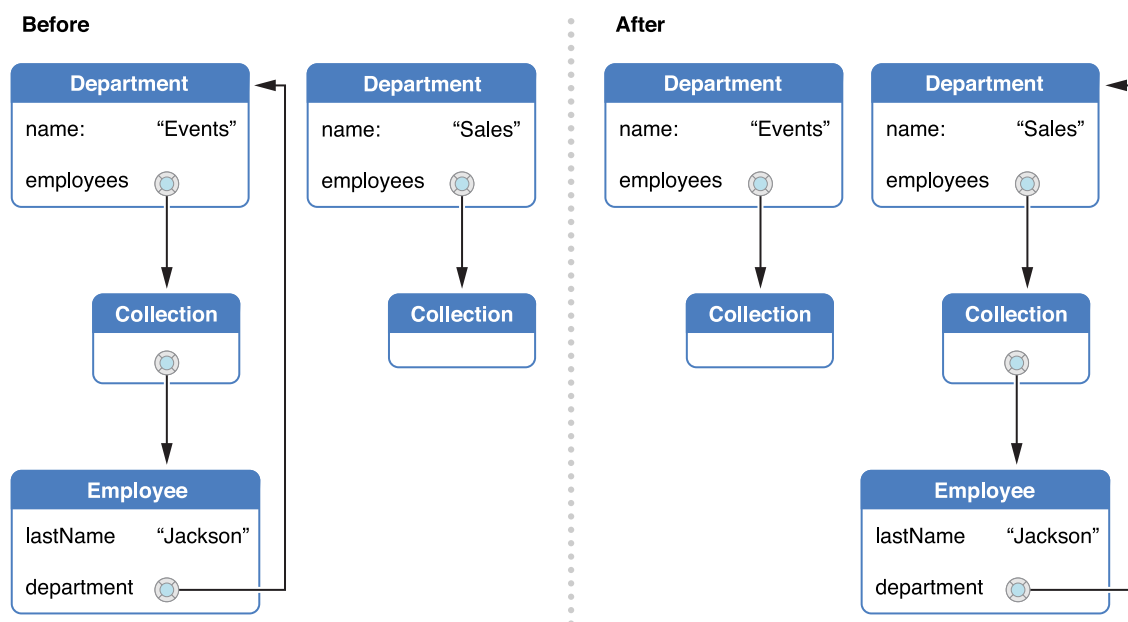 Before
Department
name: “Events”
employees
Department
name: “Sales”
employees
Collection
Collection
Employee
lastName “Jackson”
department
After
Department
name: “Events”
employees
Department
name: “Sales”
employees
Collection
Collection
Employee
lastName “Jackson”
department